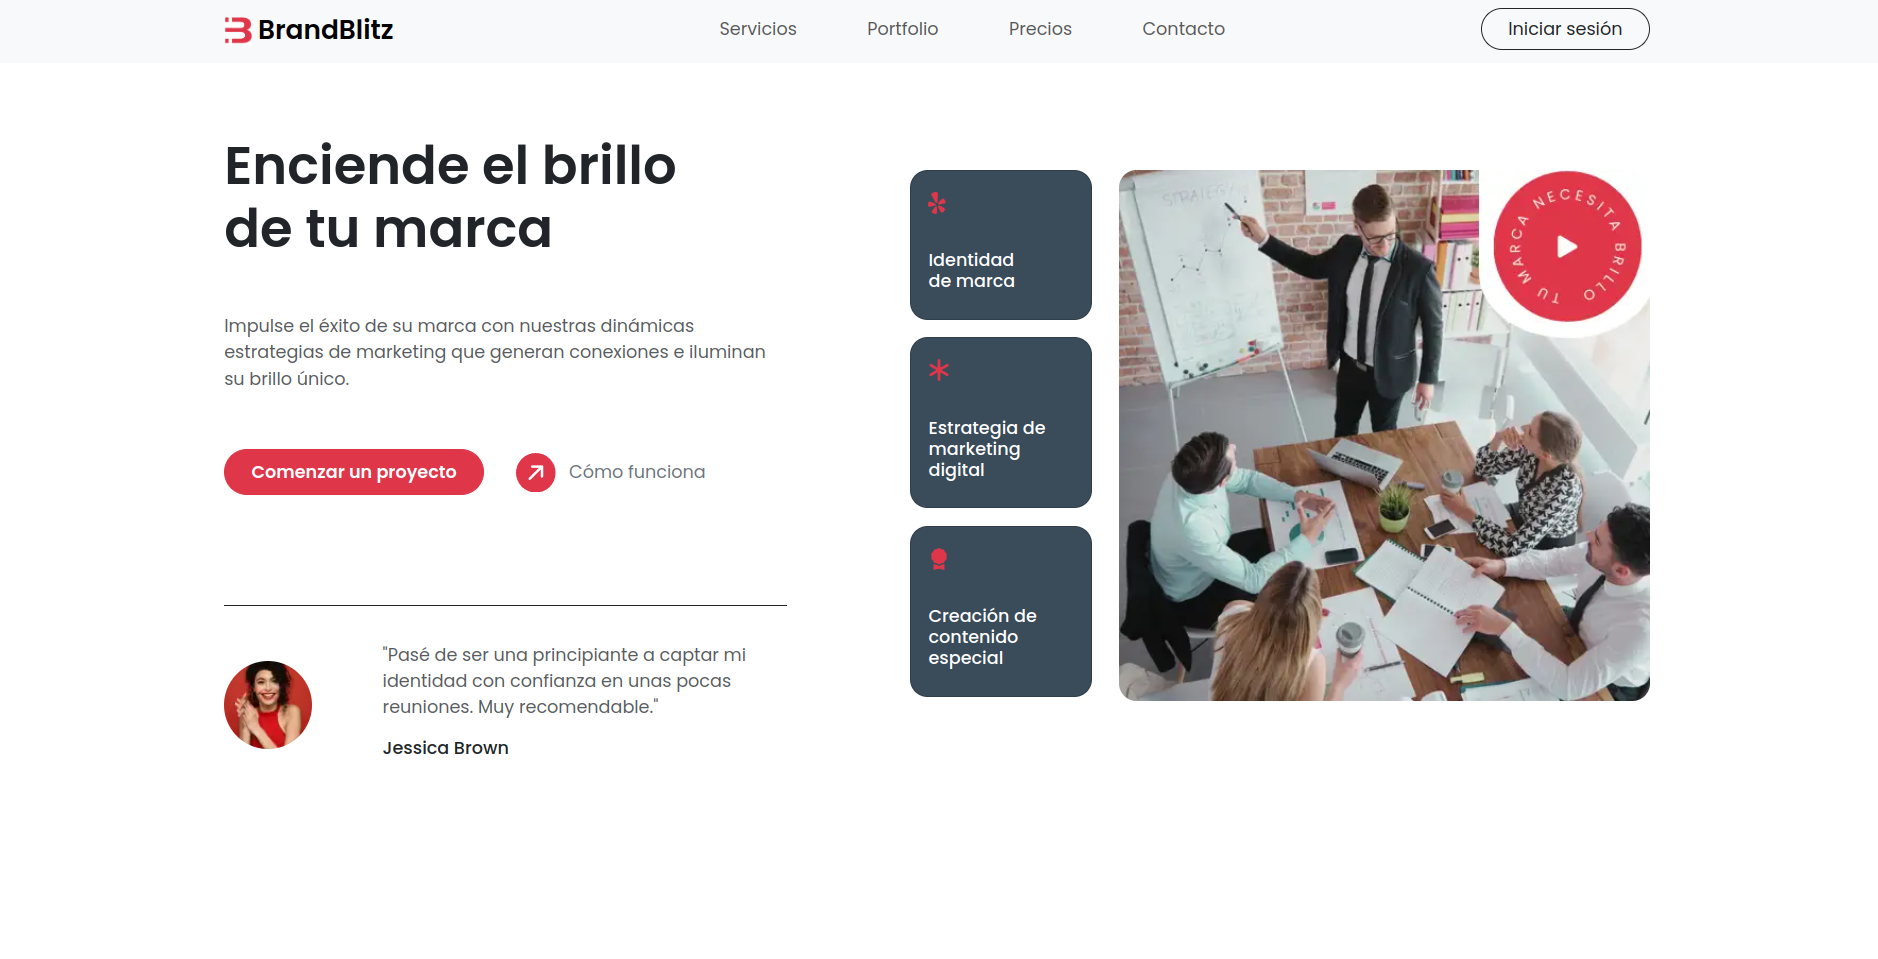 BrandBlitz
Servicios
Portfolio
Precios
Contacto
Iniciar sesión
Enciende el brillo
de tu marca
Impulse el éxito de su marca con nuestras dinámicas
estrategias de marketing que generan conexiones e iluminan
su brillo único.
Comenzar un proyecto
Cómo funciona
"Pasé de ser una principiante a captar mi
identidad con confianza en unas pocas
reuniones. Muy recomendable."
Jessica Brown
Identidad
de marca
Estrategia de
marketing
digital
Creación de
contenido
especial
STRATEGY
TU MARCA NECESITA BRILLO